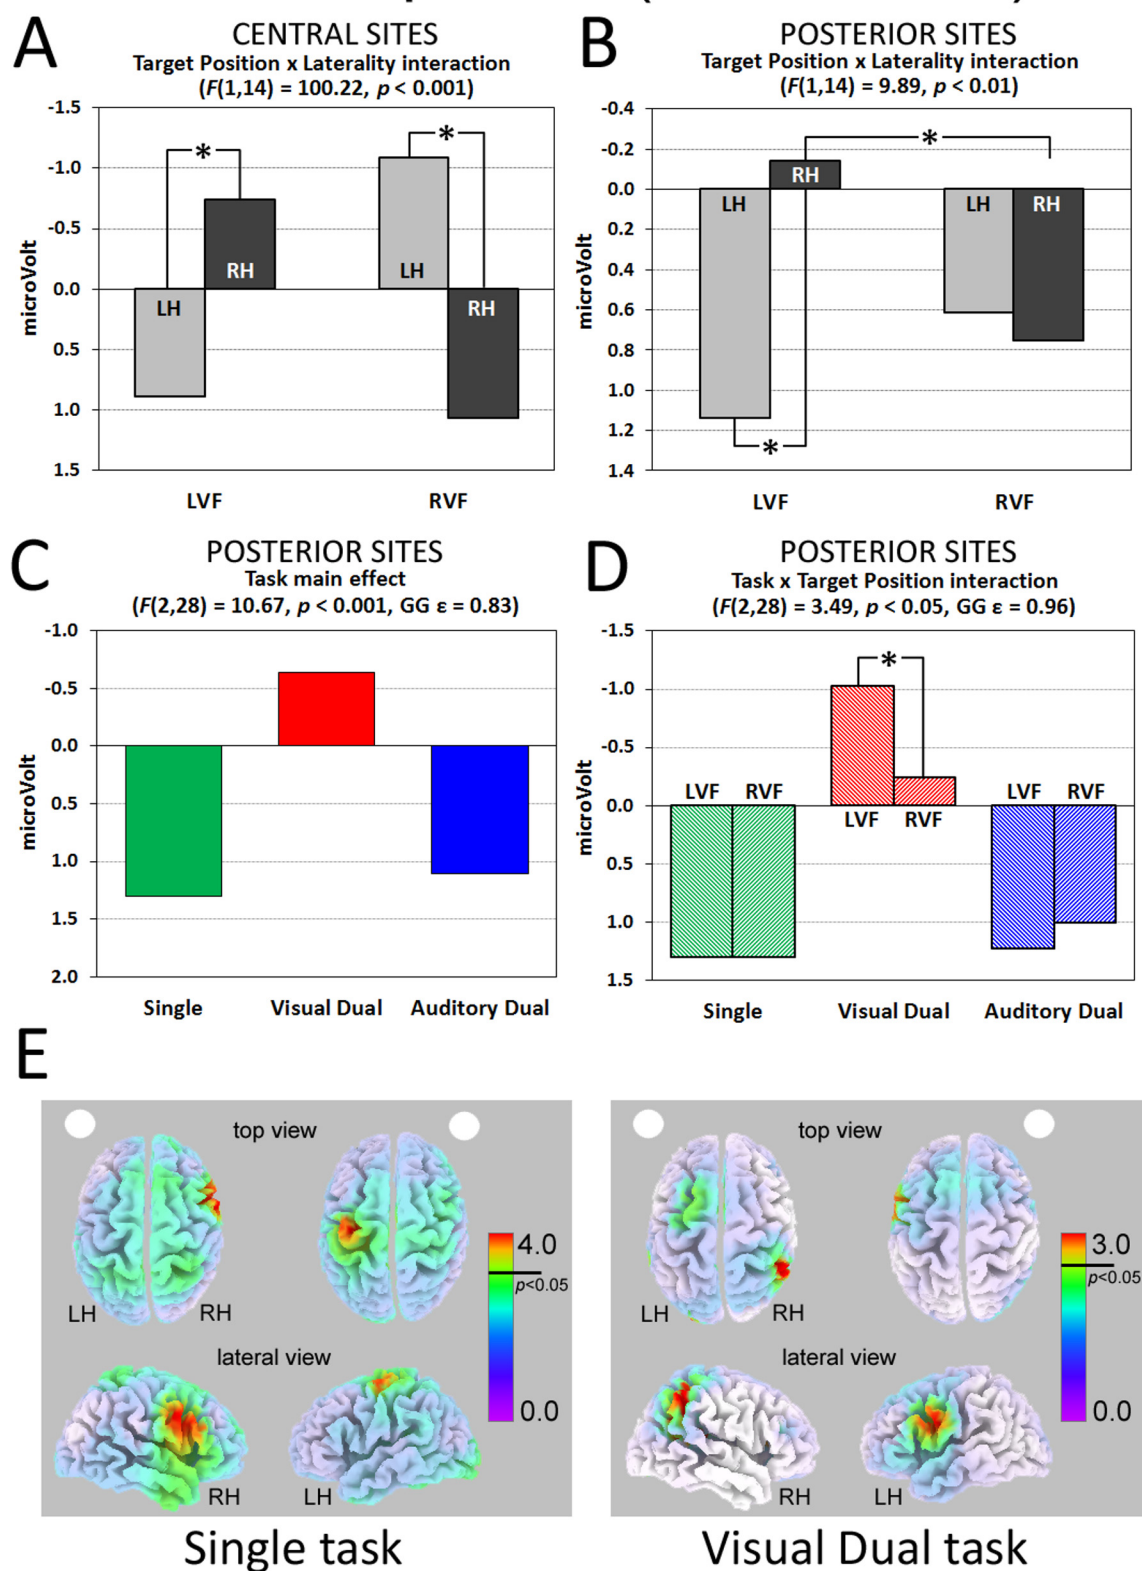 A
CENTRAL SITES
Target Position x Laterality interaction
(F(1,14) = 100.22, p < 0.001)
-1.5
-1.0
-0.5
0.0
0.5
1.0
1.5
microVolt
*
*
LH
RH
LH
RH
LVF
RVF
B
POSTERIOR SITES
Target Position x Laterality interaction
(F(1,14) = 9.89, p < 0.01)
-0.4
-0.2
0.0
0.2
0.4
0.6
0.8
1.0
1.2
1.4
microVolt
*
RH
LH
LH
RH
*
LVF
RVF
C
POSTERIOR SITES
Task main effect
(F(2,28) = 10.67, p < 0.001, GG ε = 0.83)
-1.0
-0.5
0.0
0.5
1.0
1.5
2.0
microVolt
Single
Visual Dual
Auditory Dual
D
POSTERIOR SITES
Task x Target Position interaction
(F(2,28) = 3.49, p < 0.05, GG ε = 0.96)
-1.5
-1.0
-0.5
0.0
0.5
1.0
1.5
microVolt
*
LVF RVF
LVF RVF
LVF RVF
Single
Visual Dual
Auditory Dual
E
top view
LH
RH
4.0
p<0.05
0.0
lateral view
RH
LH
Single task
top view
LH
RH
3.0
p<0.05
0.0
lateral view
RH
LH
Visual Dual task